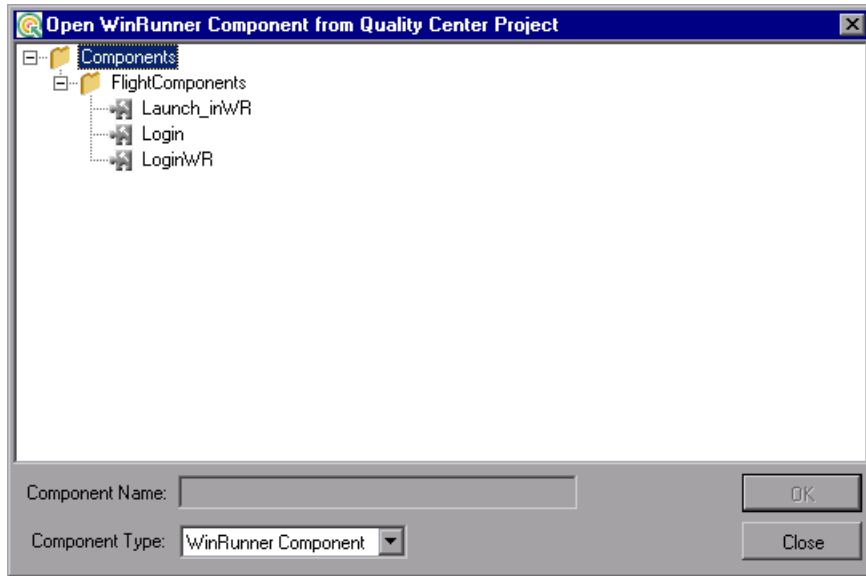 Open WinRunner Component from Quality Center Project
Components
FlightComponents
Launch_inWR
Login
LoginWR
Component Name:
OK
Component Type: WinRunner Component
Close